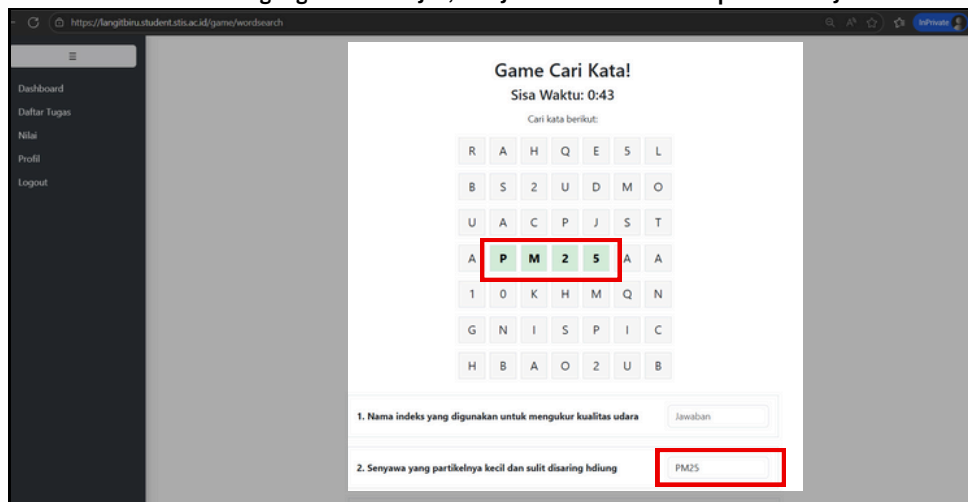 https://langitbiru.student.stis.ac.id/game/wordsearch
InPrivate
Dashboard
Daftar Tugas
Nilai
Profil
Logout
Game Cari Kata!
Sisa Waktu: 0:43
Cari kata berikut:
R A H Q E 5 L
B S 2 U D M O
U A C P J S T
A P M 2 5 A A
1 0 K H M Q N
G N I S P I C
H B A O 2 U B
1. Nama indeks yang digunakan untuk mengukur kualitas udara
Jawaban
2. Senyawa yang partikelnya kecil dan sulit disaring hdiung
PM25